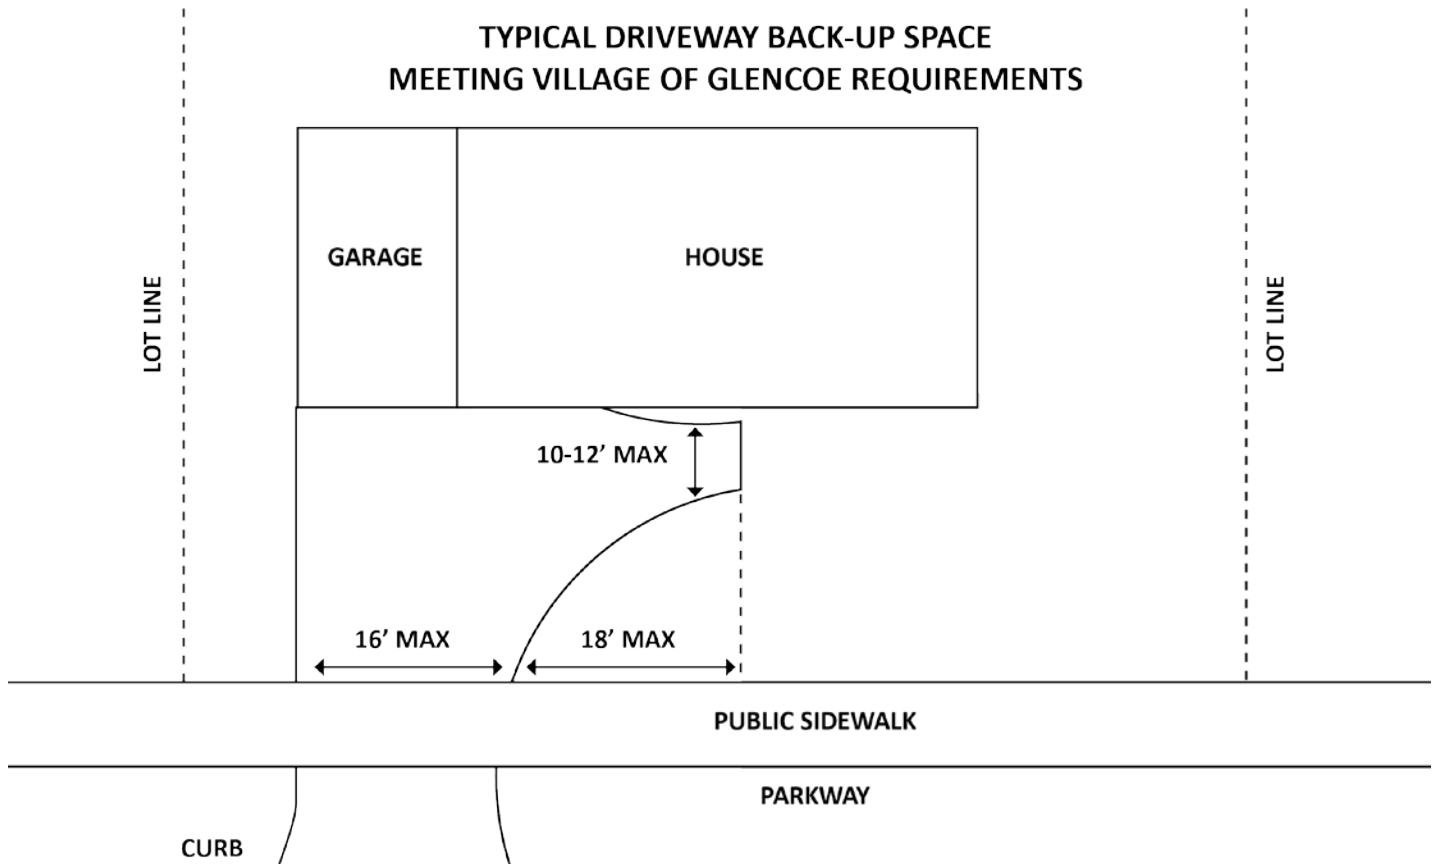 TYPICAL DRIVEWAY BACK-UP SPACE
MEETING VILLAGE OF GLENCOE REQUIREMENTS
GARAGE
HOUSE
LOT LINE
LOT LINE
10-12’ MAX
16’ MAX
18’ MAX
PUBLIC SIDEWALK
PARKWAY
CURB